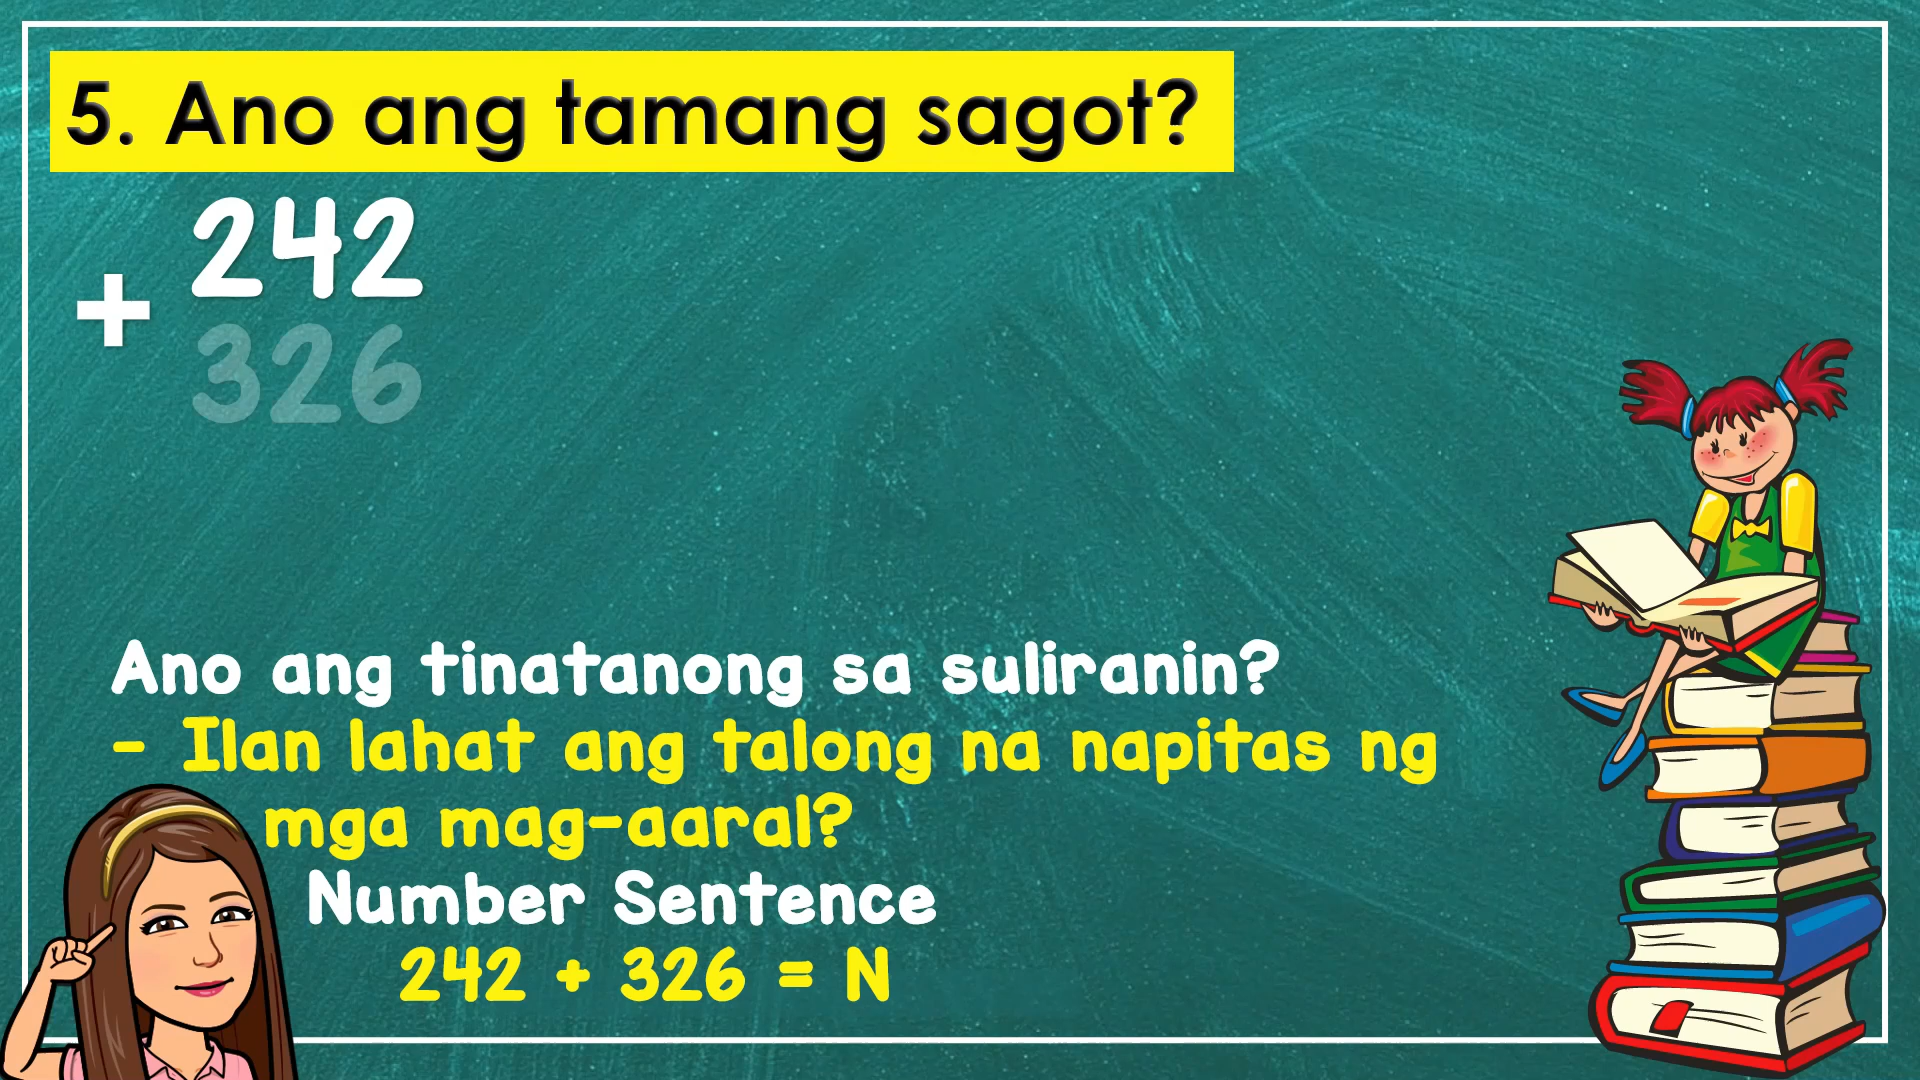 5. Ano ang tamang sagot?
242
+
326
Ano ang tinatanong sa suliranin?
- Ilan lahat ang talong na napitas ng
mga mag-aaral?
Number Sentence
242 + 326 = N